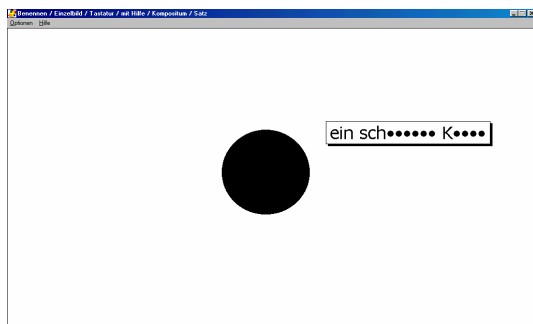 Benennen / Einzelbild / Tastatur / mit Hilfe / Kompositum / Satz
Optionen Hilfe
ein sch●●●●●● K●●●●